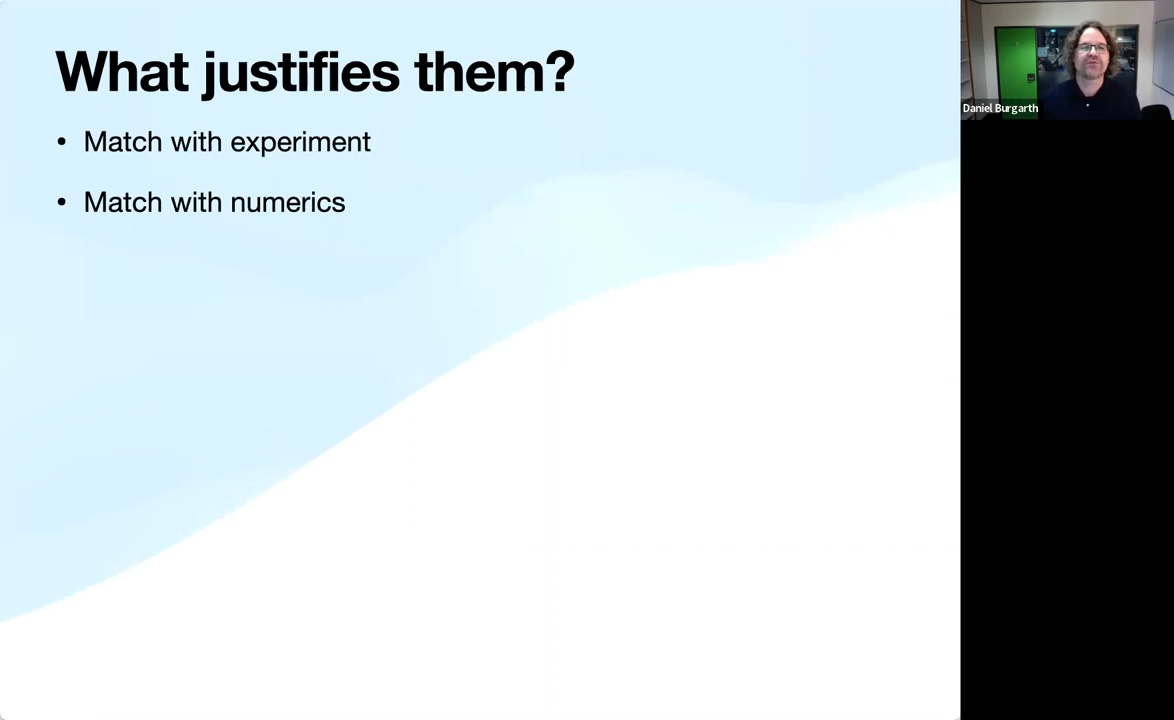 What justifies them?
• Match with experiment
• Match with numerics
Daniel Burgarth